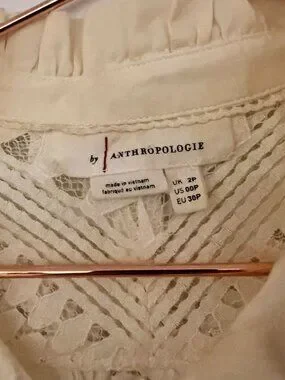 by ANTHROPOLOGIE
made in vietnam
fabriqué au vietnam
UK 2P
US 00P
EU 30P